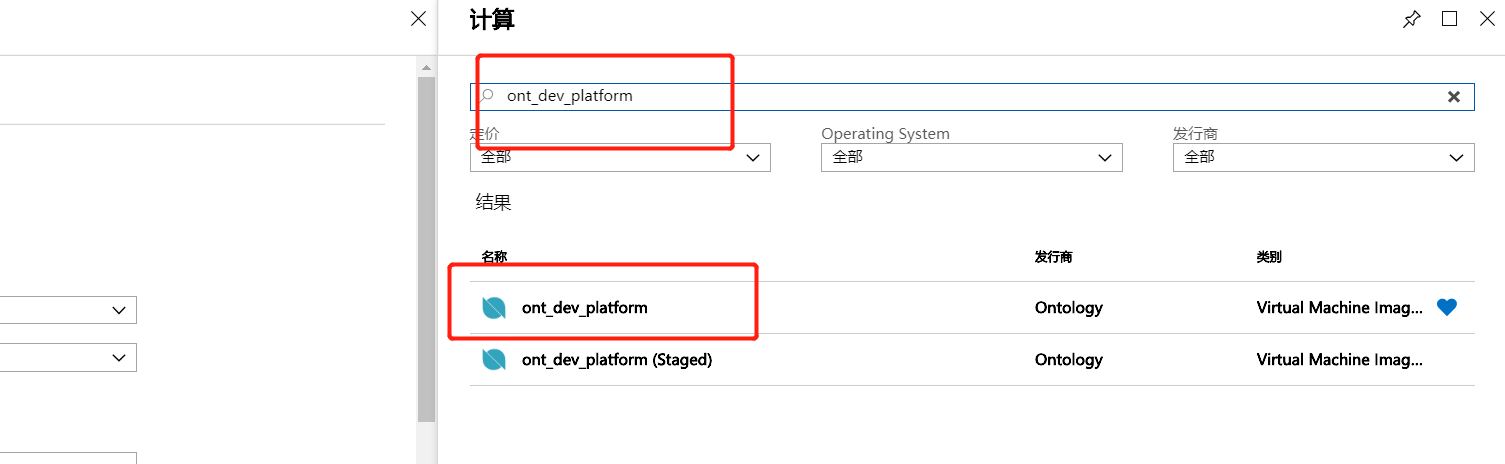 计算
ont_dev_platform
定价 Operating System 发行商
全部 全部 全部
结果
名称 发行商 类别
ont_dev_platform Ontology Virtual Machine Imag...
ont_dev_platform (Staged) Ontology Virtual Machine Imag...